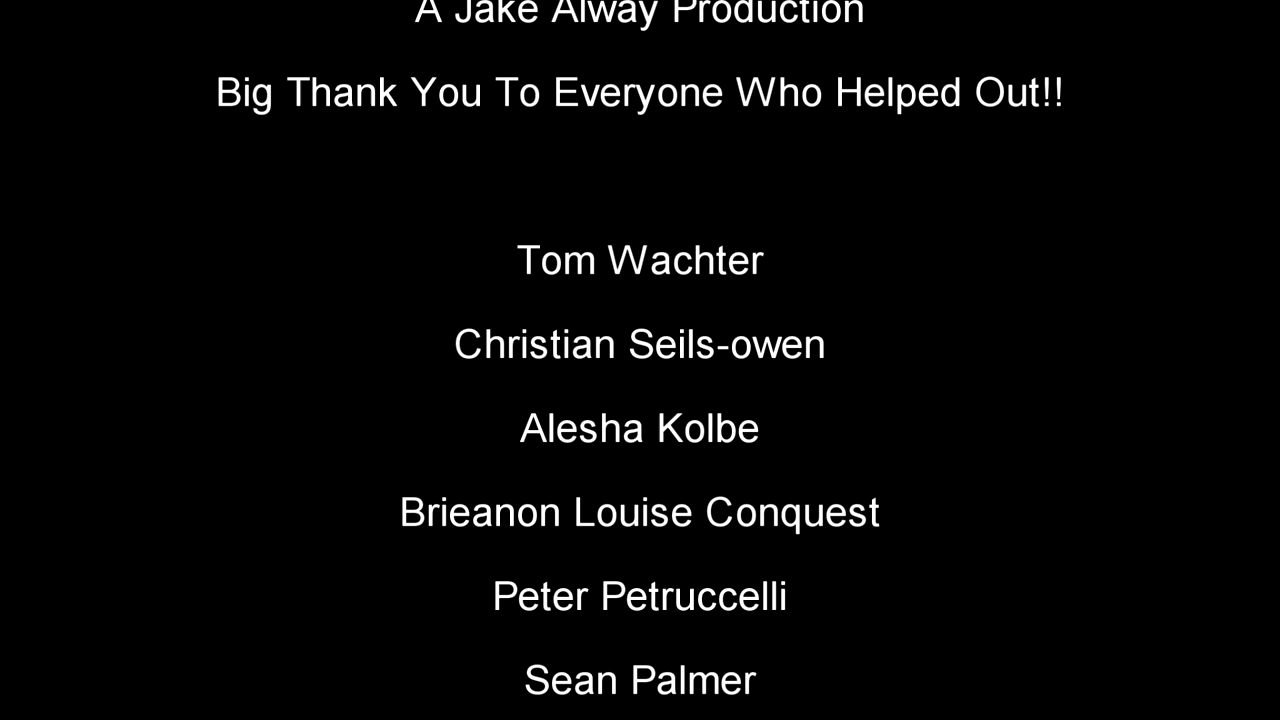 A Jake Alway Production
Big Thank You To Everyone Who Helped Out!!
Tom Wachter
Christian Seils-owen
Alesha Kolbe
Brieanon Louise Conquest
Peter Petruccelli
Sean Palmer